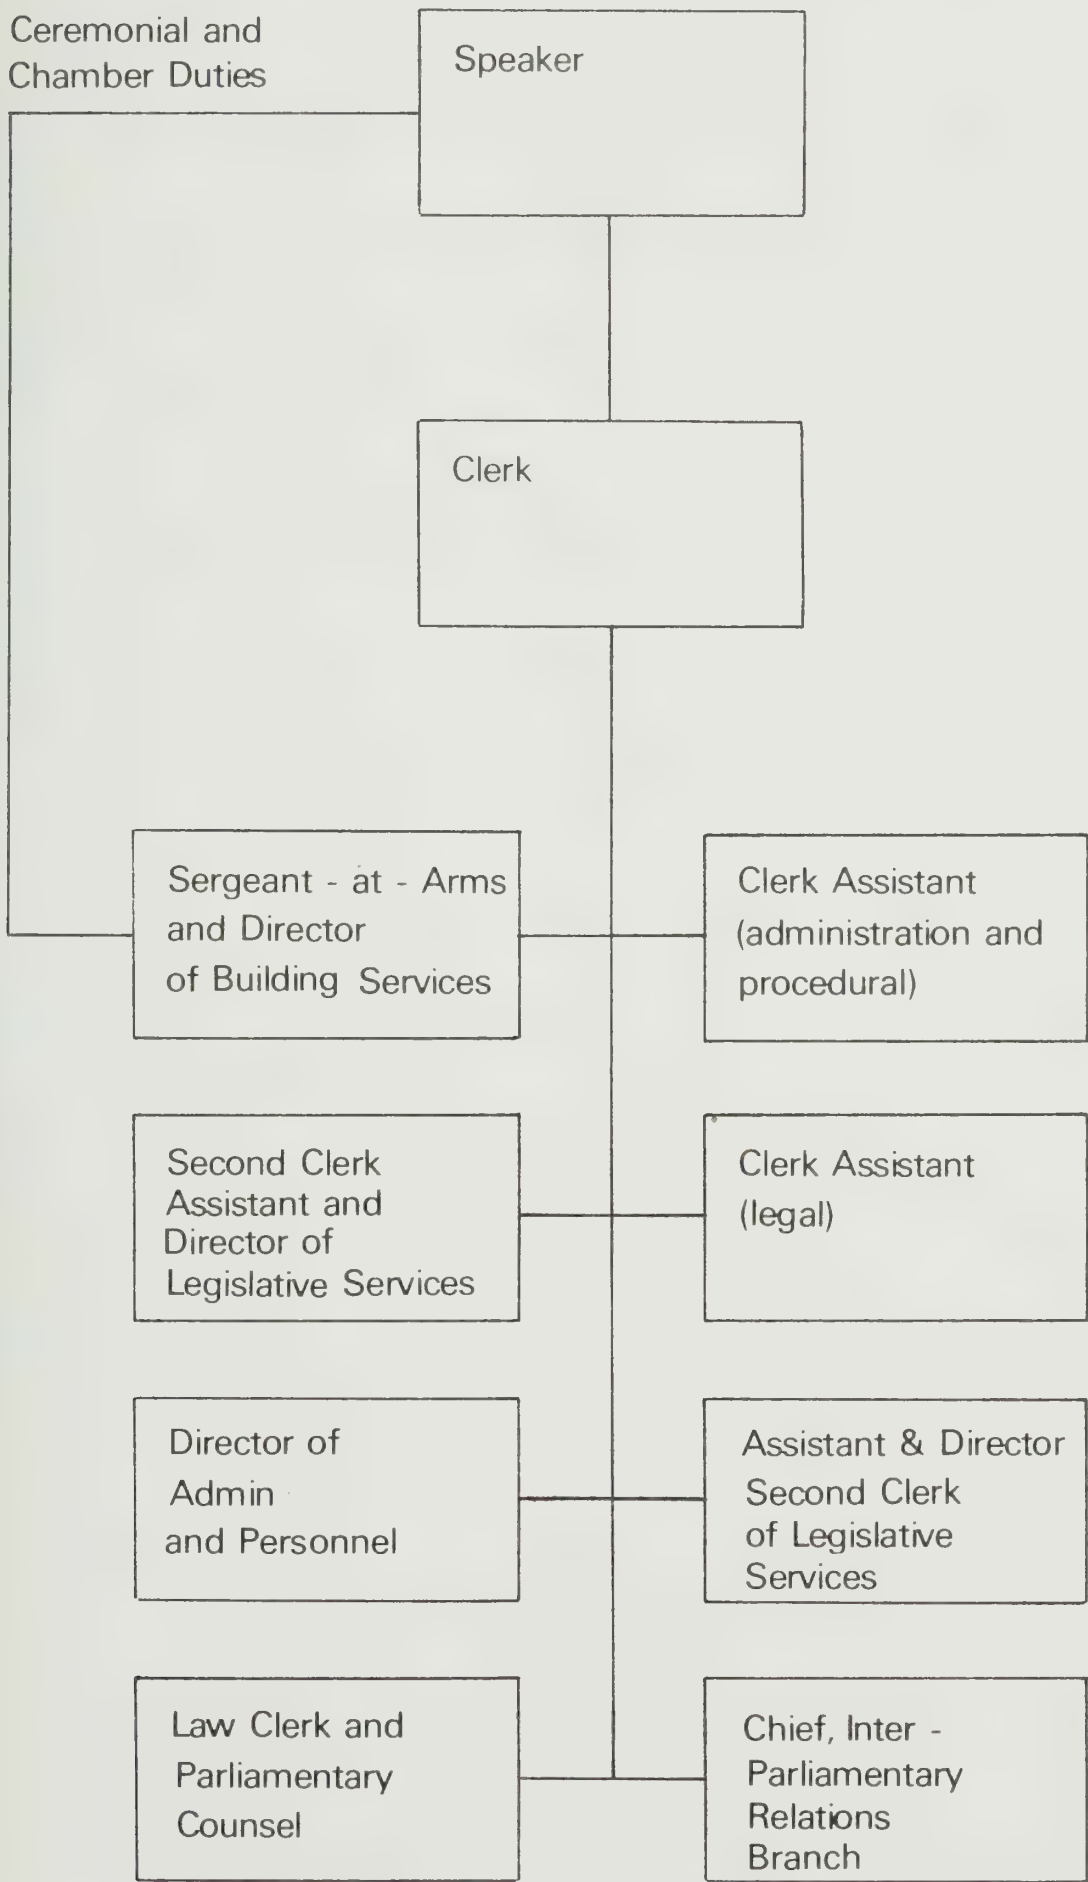 Ceremonial and
Chamber Duties
Speaker
Clerk
Sergeant - at - Arms
and Director
of Building Services
Clerk Assistant
(administration and
procedural)
Second Clerk
Assistant and
Director of
Legislative Services
Clerk Assistant
(legal)
Director of
Admin
and Personnel
Assistant & Director
Second Clerk
of Legislative
Services
Law Clerk and
Parliamentary
Counsel
Chief, Inter -
Parliamentary
Relations
Branch